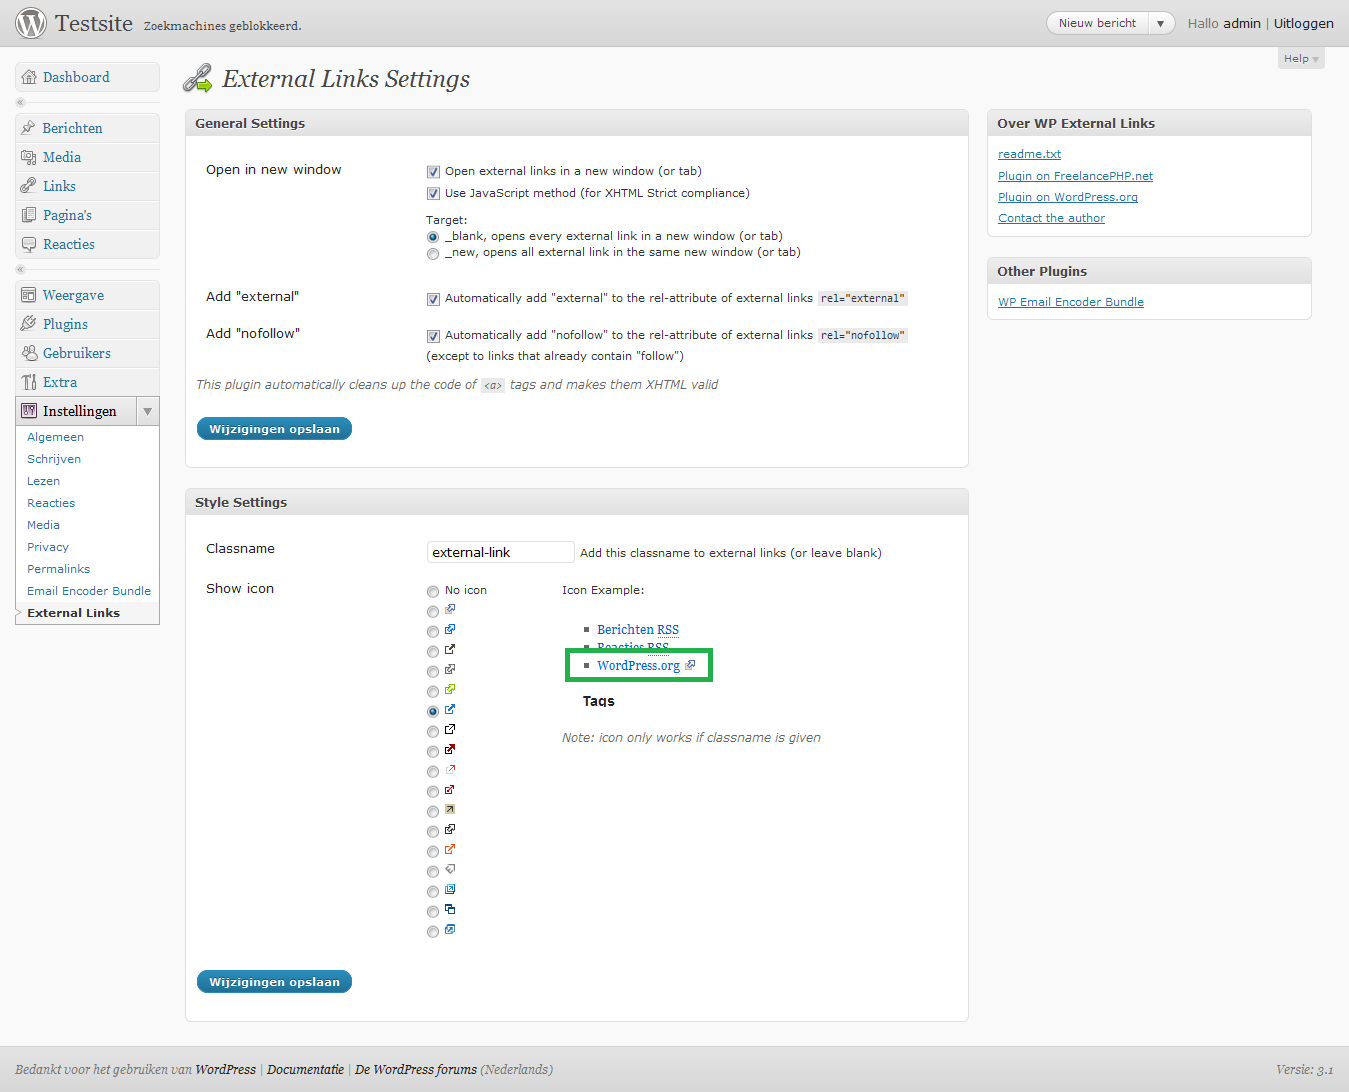 Testsite Zoekmachines geblokkeerd.
Nieuw bericht
Hallo admin | Uitloggen
Help
Dashboard
Berichten
Media
Links
Pagina's
Reacties
Weergave
Plugins
Gebruikers
Extra
Instellingen
Algemeen
Schrijven
Lezen
Reacties
Media
Privacy
Permalinks
Email Encoder Bundle
External Links
External Links Settings
General Settings
Open in new window
Open external links in a new window (or tab)
Use JavaScript method (for XHTML Strict compliance)
Target:
_blank, opens every external link in a new window (or tab)
_new, opens all external link in the same new window (or tab)
Add "external"
Automatically add "external" to the rel-attribute of external links rel="external"
Add "nofollow"
Automatically add "nofollow" to the rel-attribute of external links rel="nofollow"
(except to links that already contain "follow")
This plugin automatically cleans up the code of <a> tags and makes them XHTML valid
Wijzigingen opslaan
Style Settings
Classname
external-link Add this classname to external links (or leave blank)
Show icon
No icon
Icon Example:
Berichten RSS
Reacties RSS
WordPress.org
Tags
Note: icon only works if classname is given
Wijzigingen opslaan
Over WP External Links
readme.txt
Plugin on FreelancePHP.net
Plugin on WordPress.org
Contact the author
Other Plugins
WP Email Encoder Bundle
Bedankt voor het gebruiken van WordPress | Documentatie | De WordPress forums (Nederlands)
Versie: 3.1